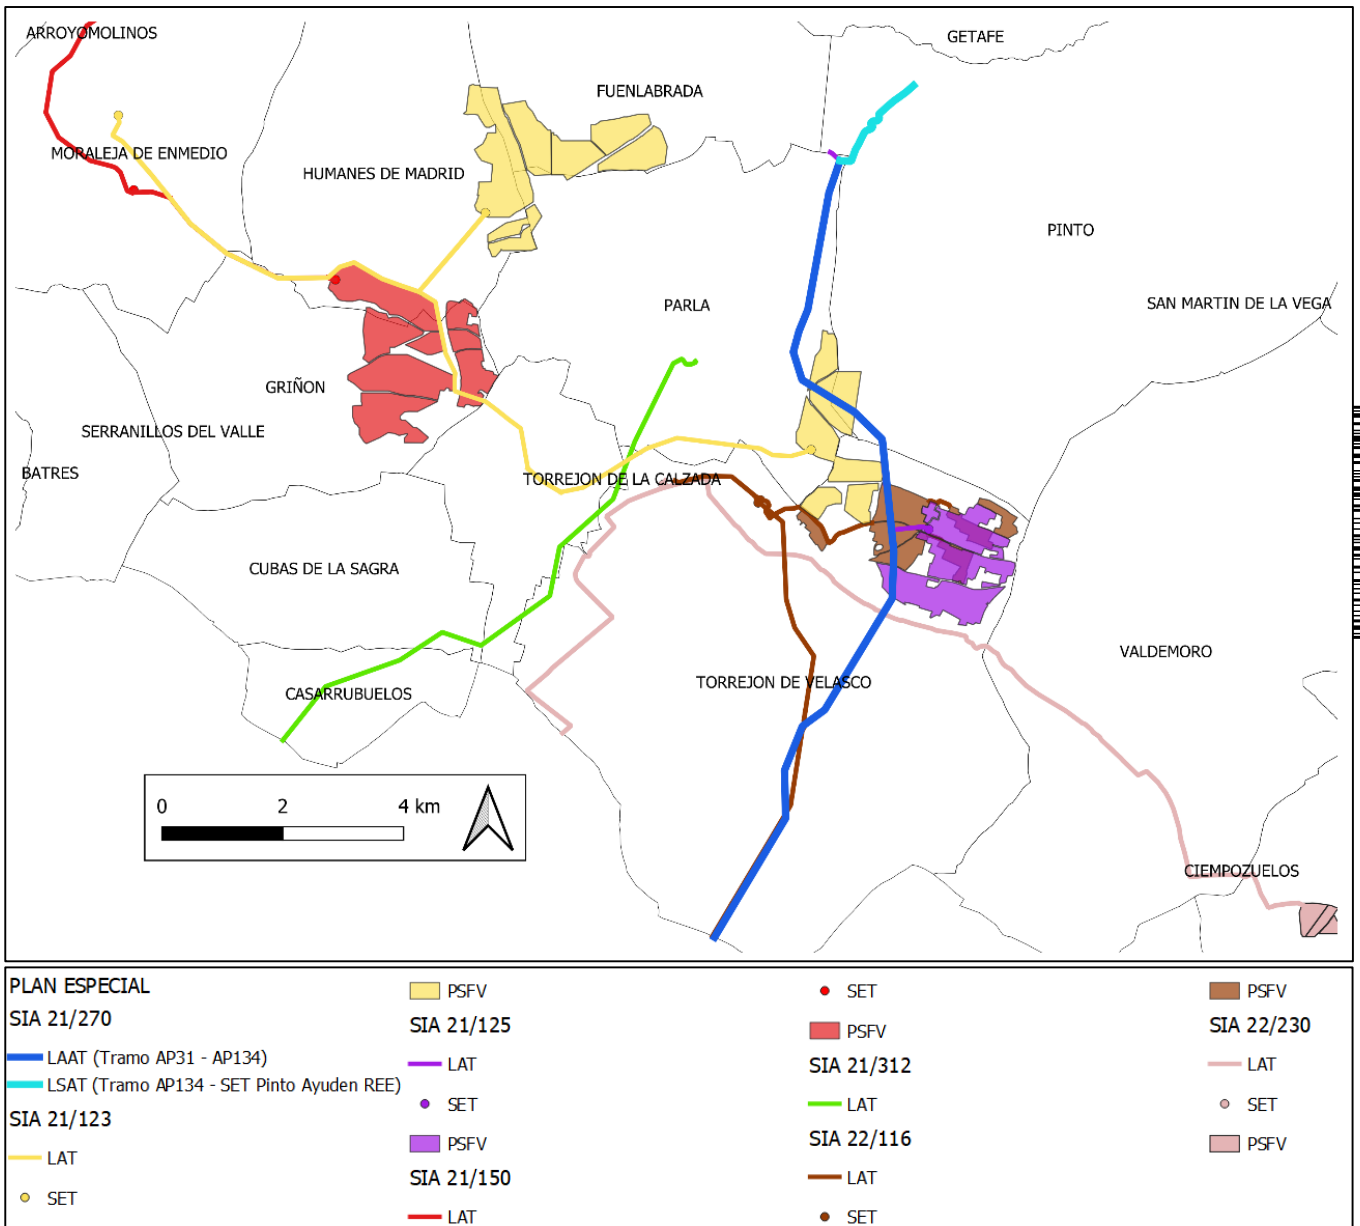 ARROYOMOLINOS
GETAFE
FUENLABRADA
MORALEJA DE ENMEDIO
HUMANES DE MADRID
PINTO
PARLA
SAN MARTIN DE LA VEGA
GRIÑON
SERRANILLOS DEL VALLE
BATRES
TORREJON DE LA CALZADA
CUBAS DE LA SAGRA
VALDEMORO
CASARRUBUELOS
TORREJON DE VELASCO
0 2 4 km
CIEMPOZUELOS
PLAN ESPECIAL
SIA 21/270
LAAT (Tramo AP31 - AP134)
LSAT (Tramo AP134 - SET Pinto Ayuden REE)
SIA 21/123
LAT
SET
PSFV
SIA 21/125
LAT
SET
PSFV
SIA 21/150
LAT
SET
PSFV
SIA 21/312
LAT
SIA 22/116
LAT
SET
PSFV
SIA 22/230
LAT
SET
PSFV